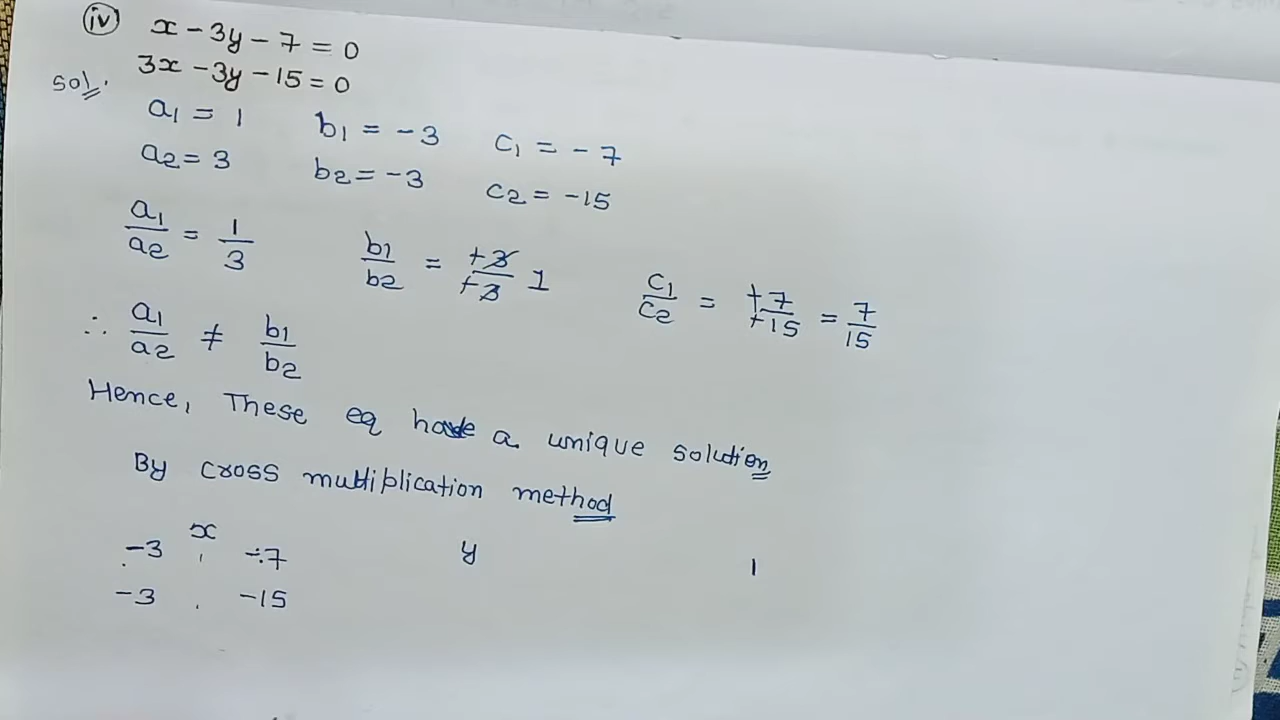 (iv) x - 3y - 7 = 0
3x - 3y - 15 = 0
Sol.
a1 = 1 b1 = -3 c1 = -7
a2 = 3 b2 = -3 c2 = -15
a1/a2 = 1/3 b1/b2 = +3/+3 1 c1/c2 = +7/+15 = 7/15
∴ a1/a2 ≠ b1/b2
Hence, These eq have a unique solution
By cross multiplication method
x y 1
-3 -7
-3 -15